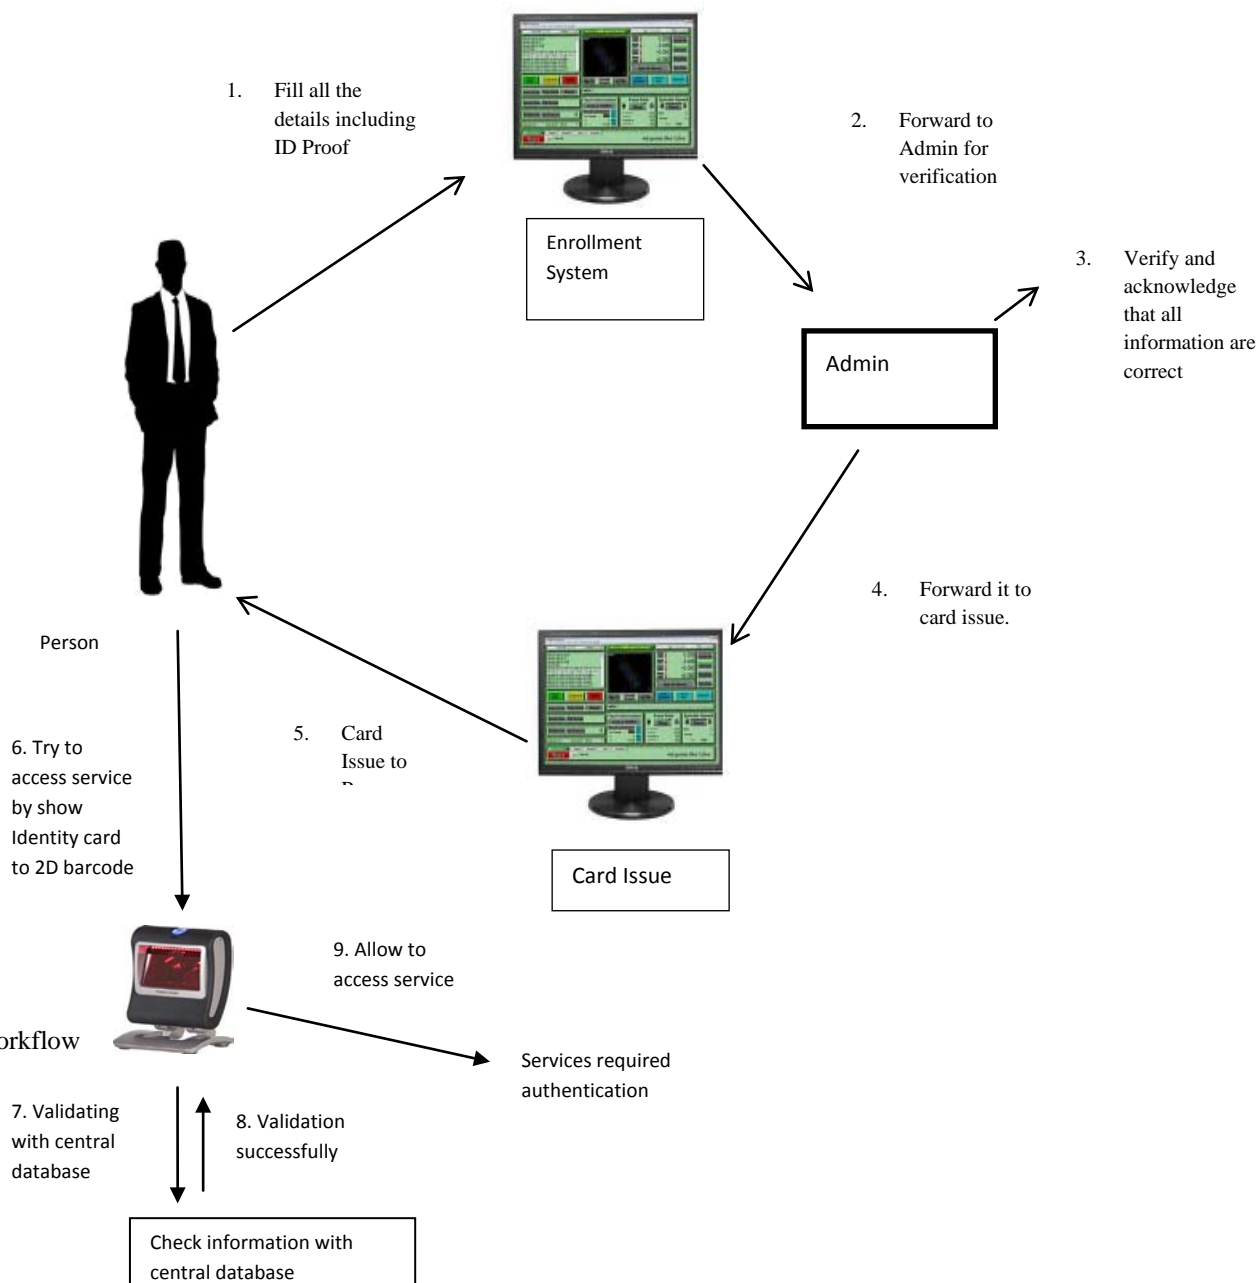 1. Fill all the
details including
ID Proof
2. Forward to
Admin for
verification
Enrollment
System
3. Verify and
acknowledge
that all
information are
correct
Admin
4. Forward it to
card issue.
Person
5. Card
Issue to
6. Try to
access service
by show
Identity card
to 2D barcode
Card Issue
9. Allow to
access service
Services required
authentication
7. Validating
with central
database
8. Validation
successfully
Check information with
central database